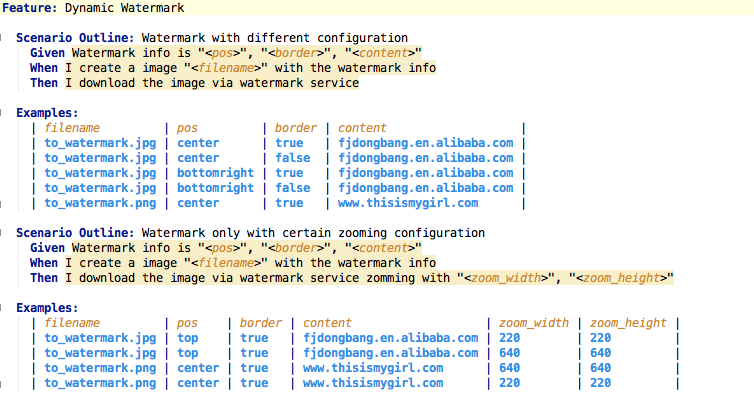 Feature: Dynamic Watermark
Scenario Outline: Watermark with different configuration
Given Watermark info is "<pos>", "<border>", "<content>"
When I create a image "<filename>" with the watermark info
Then I download the image via watermark service
Examples:
| filename | pos | border | content |
| to_watermark.jpg | center | true | fjdongbang.en.alibaba.com |
| to_watermark.jpg | center | false | fjdongbang.en.alibaba.com |
| to_watermark.jpg | bottomright | true | fjdongbang.en.alibaba.com |
| to_watermark.jpg | bottomright | false | fjdongbang.en.alibaba.com |
| to_watermark.png | center | true | www.thisismygirl.com |
Scenario Outline: Watermark only with certain zooming configuration
Given Watermark info is "<pos>", "<border>", "<content>"
When I create a image "<filename>" with the watermark info
Then I download the image via watermark service zomming with "<zoom_width>", "<zoom_height>"
Examples:
| filename | pos | border | content | zoom_width | zoom_height |
| to_watermark.jpg | top | true | fjdongbang.en.alibaba.com | 220 | 220 |
| to_watermark.jpg | top | true | fjdongbang.en.alibaba.com | 640 | 640 |
| to_watermark.png | center | true | www.thisismygirl.com | 640 | 640 |
| to_watermark.png | center | true | www.thisismygirl.com | 220 | 220 |